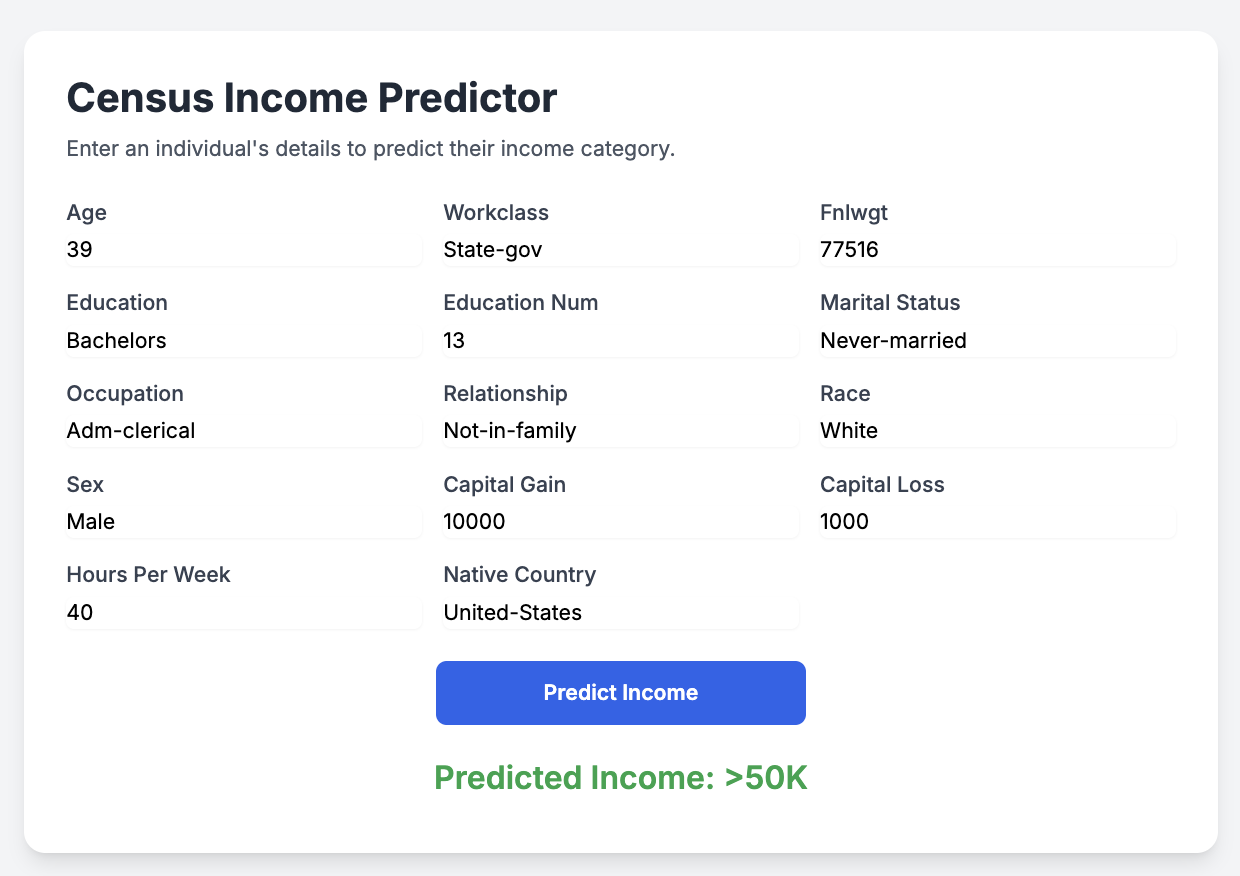 Census Income Predictor
Enter an individual's details to predict their income category.
Age
39
Workclass
State-gov
Fnlwgt
77516
Education
Bachelors
Education Num
13
Marital Status
Never-married
Occupation
Adm-clerical
Relationship
Not-in-family
Race
White
Sex
Male
Capital Gain
10000
Capital Loss
1000
Hours Per Week
40
Native Country
United-States
Predict Income
Predicted Income: >50K